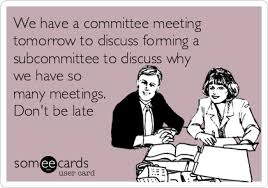 We have a committee meeting
tomorrow to discuss forming a
subcommittee to discuss why
we have so
many meetings.
Don't be late
someecards
user card